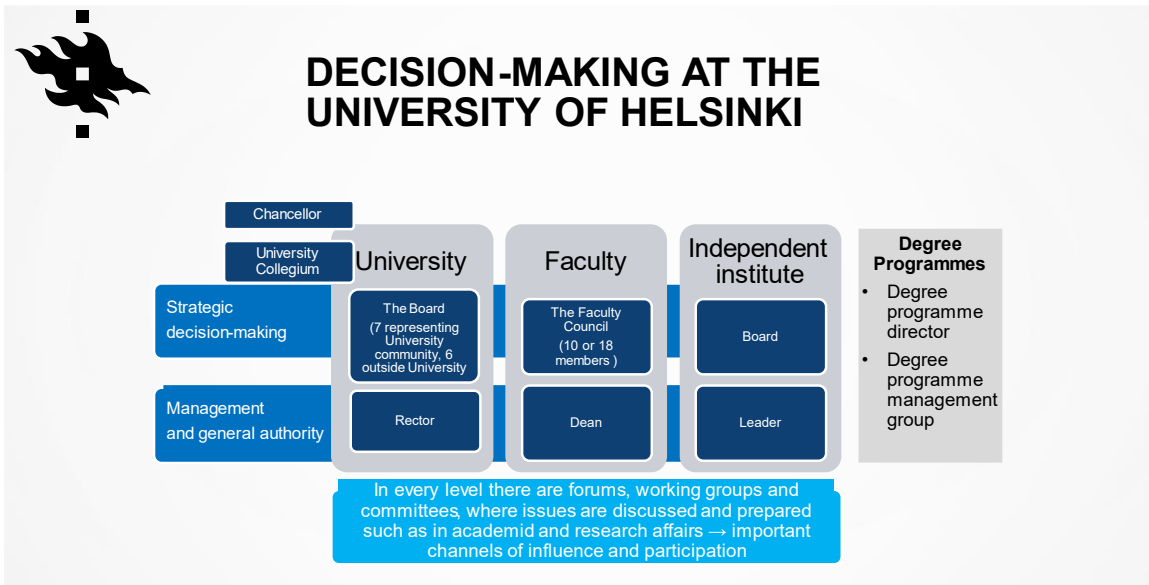 DECISION-MAKING AT THE
UNIVERSITY OF HELSINKI
Chancellor
University
Collegium
University
Faculty
Independent
institute
Strategic
decision-making
The Board
(7 representing
University
community, 6
outside University
The Faculty
Council
(10 or 18
members )
Board
Management
and general authority
Rector
Dean
Leader
Degree
Programmes
• Degree
programme
director
• Degree
programme
management
group
In every level there are forums, working groups and
committees, where issues are discussed and prepared
such as in academid and research affairs → important
channels of influence and participation